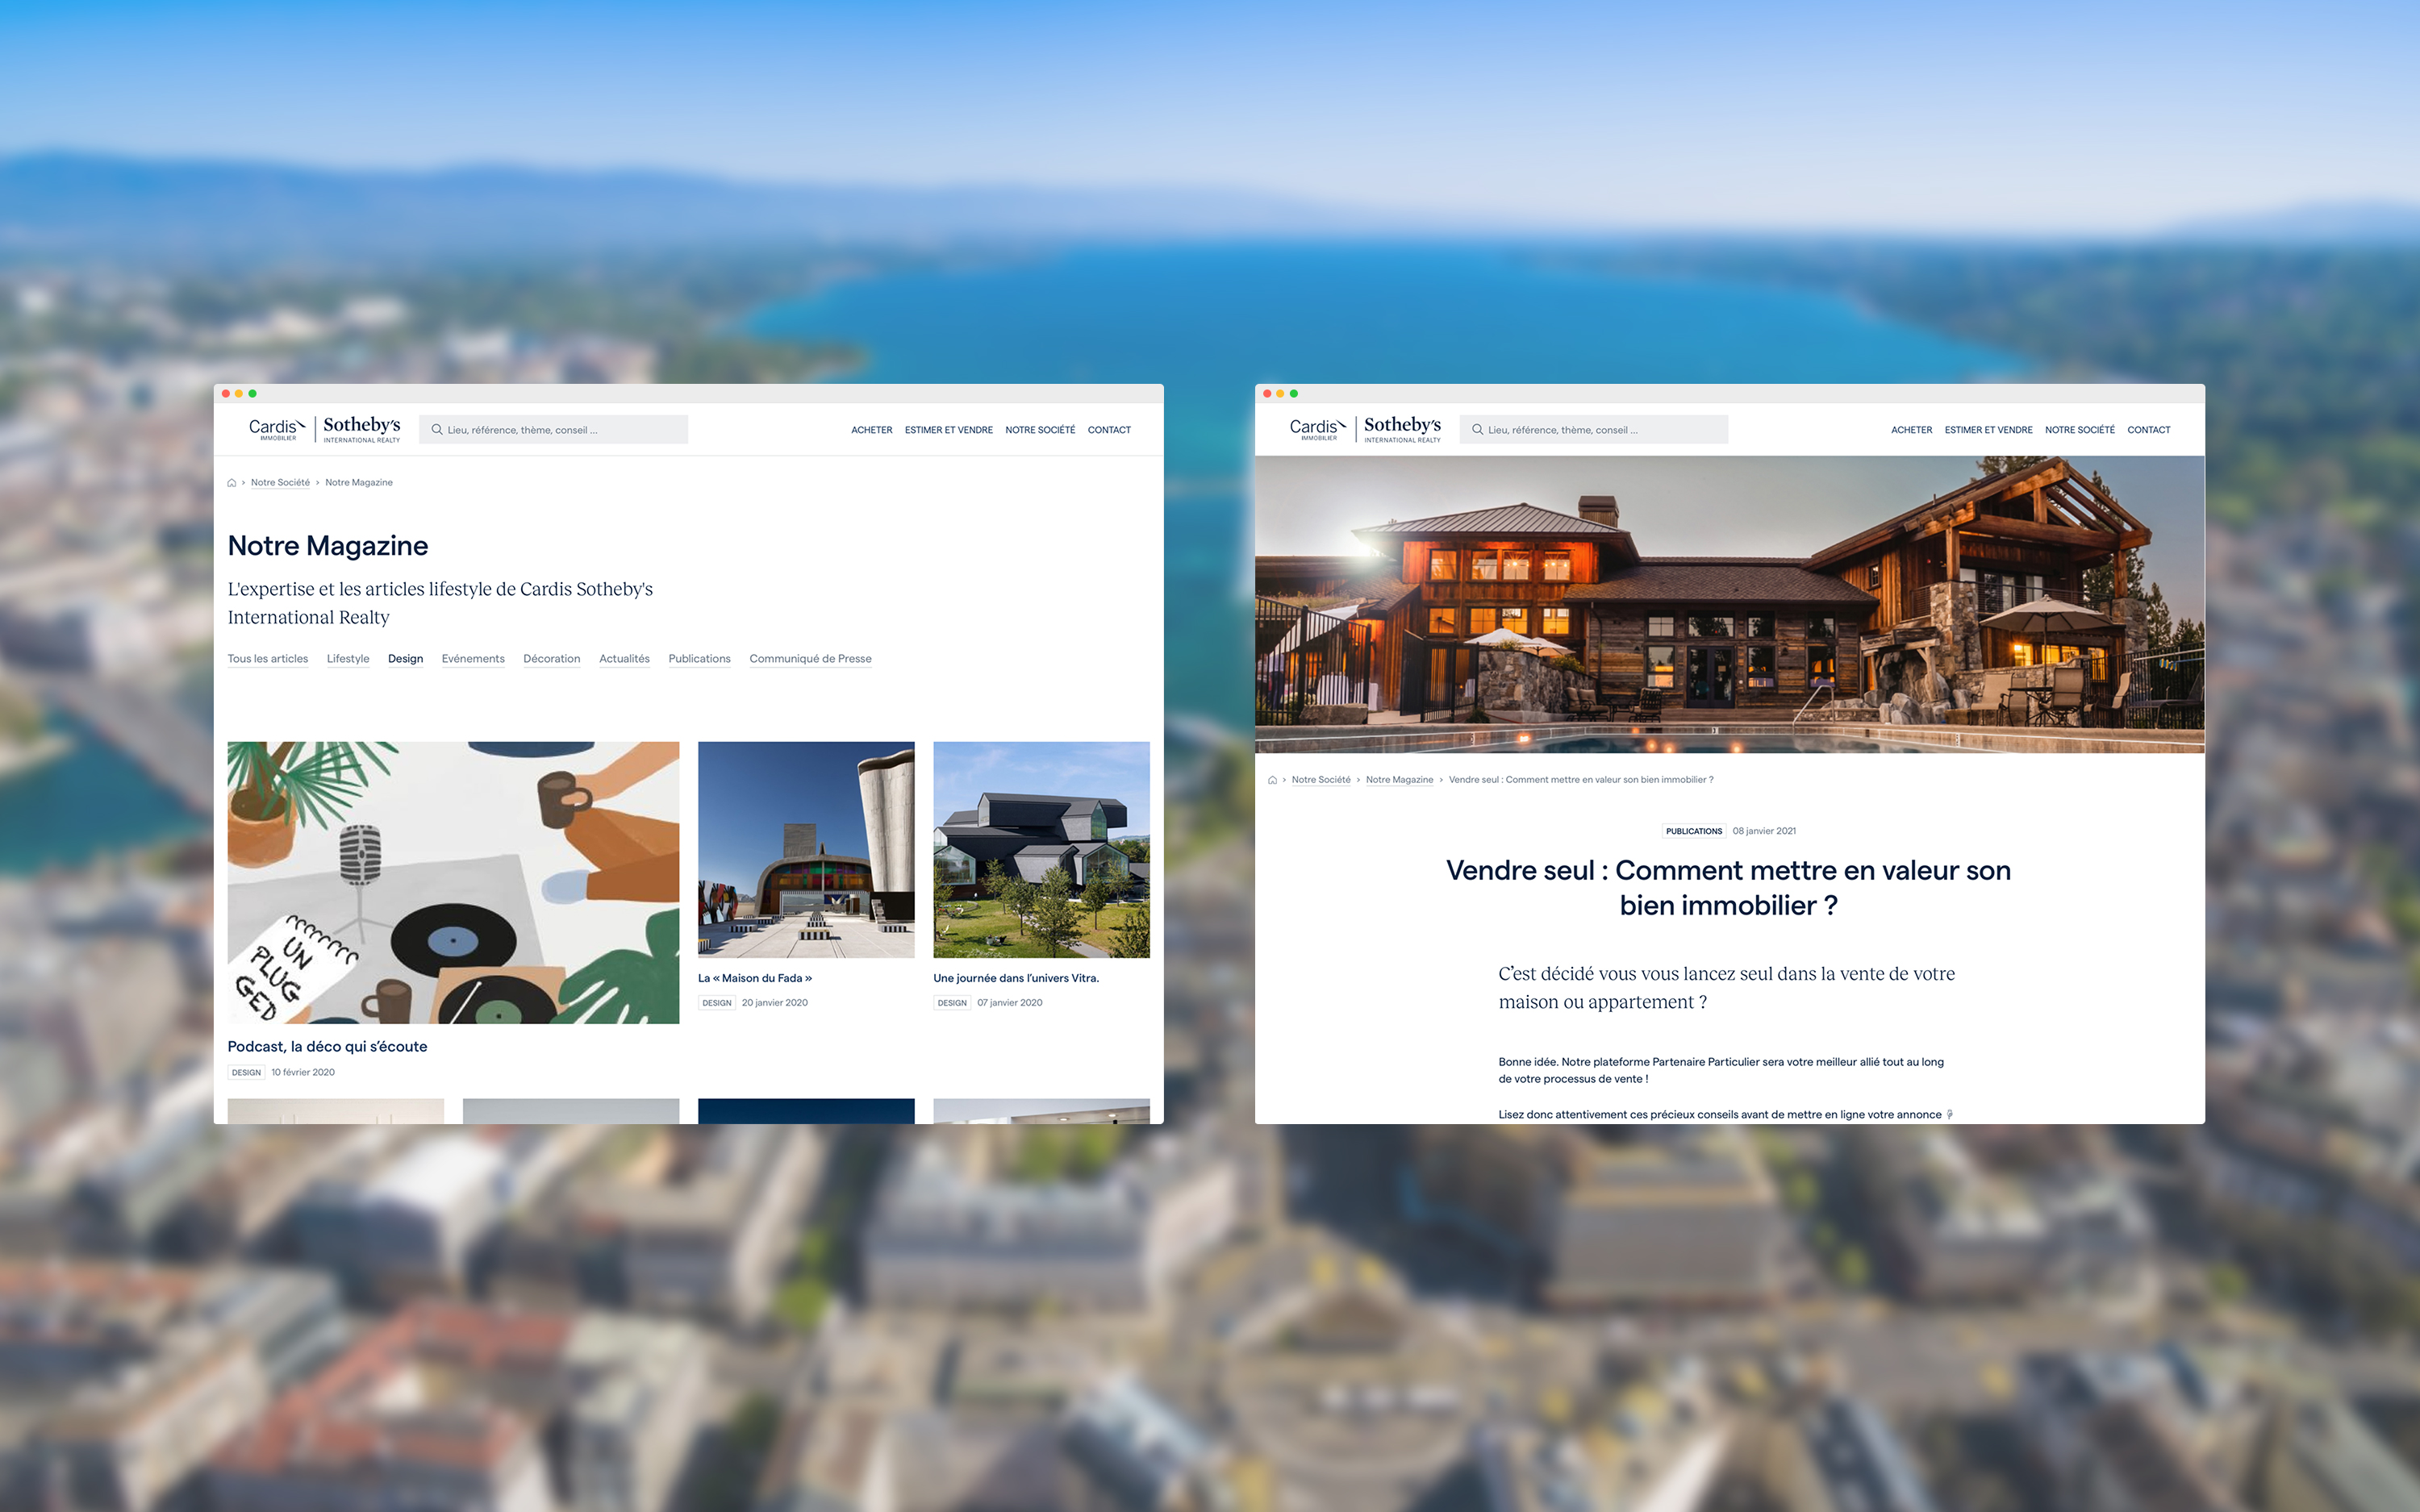 Cardis
IMMOBILIER
Sotheby's
INTERNATIONAL REALTY
Lieu, référence, thème, conseil ...
ACHETER ESTIMER ET VENDRE NOTRE SOCIÉTÉ CONTACT
Notre Société › Notre Magazine
Notre Magazine
L'expertise et les articles lifestyle de Cardis Sotheby's
International Realty
Tous les articles Lifestyle Design Evénements Décoration Actualités Publications Communiqué de Presse
UN
PLUG
GED
Podcast, la déco qui s’écoute
DESIGN 10 février 2020
La « Maison du Fada »
DESIGN 20 janvier 2020
Une journée dans l’univers Vitra.
DESIGN 07 janvier 2020
Cardis
IMMOBILIER
Sotheby's
INTERNATIONAL REALTY
Lieu, référence, thème, conseil ...
ACHETER ESTIMER ET VENDRE NOTRE SOCIÉTÉ CONTACT
Notre Société › Notre Magazine › Vendre seul : Comment mettre en valeur son bien immobilier ?
PUBLICATIONS 08 janvier 2021
Vendre seul : Comment mettre en valeur son
bien immobilier ?
C’est décidé vous vous lancez seul dans la vente de votre
maison ou appartement ?
Bonne idée. Notre plateforme Partenaire Particulier sera votre meilleur allié tout au long
de votre processus de vente !
Lisez donc attentivement ces précieux conseils avant de mettre en ligne votre annonce